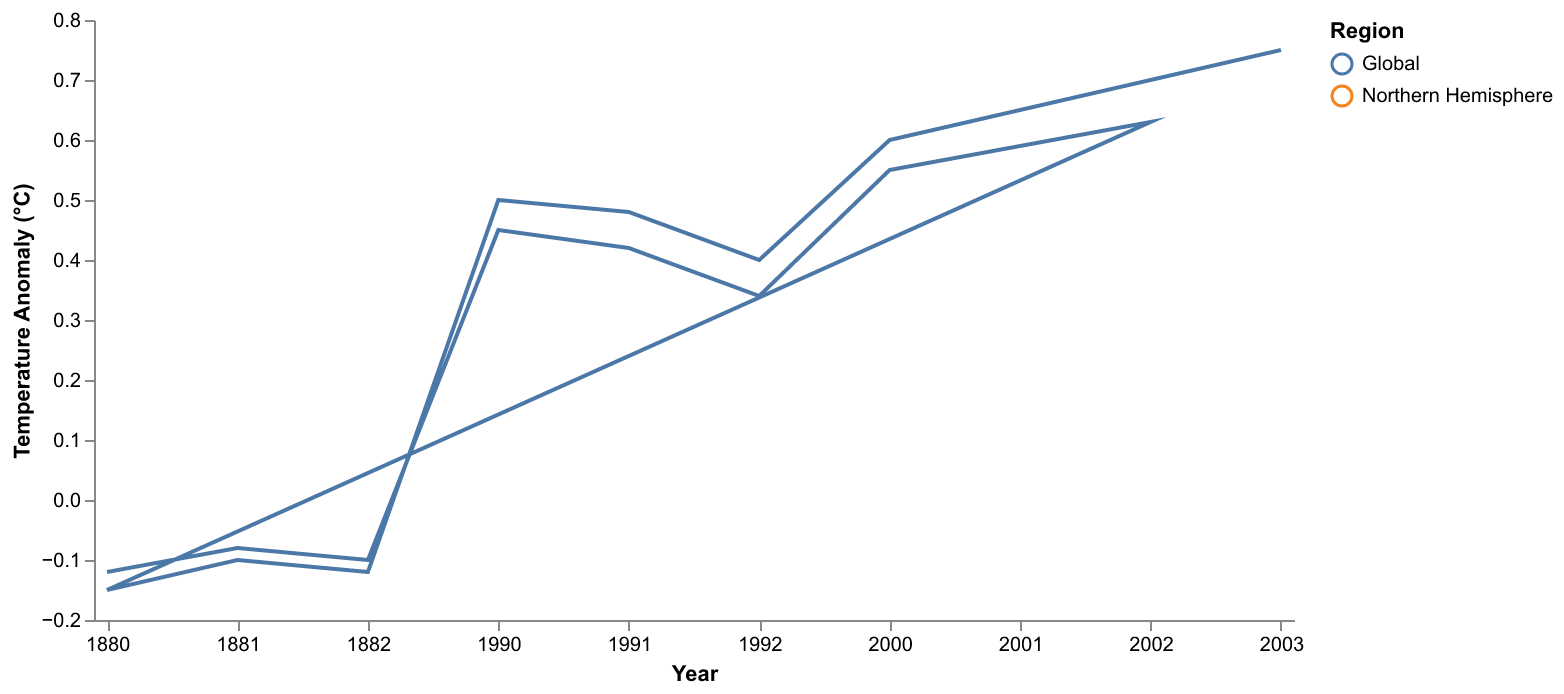 0.8
0.7
0.6
0.5
0.4
0.3
0.2
0.1
0.0
−0.1
−0.2
Temperature Anomaly (°C)
1880 1881 1882 1990 1991 1992 2000 2001 2002 2003
Year
Region
Global
Northern Hemisphere